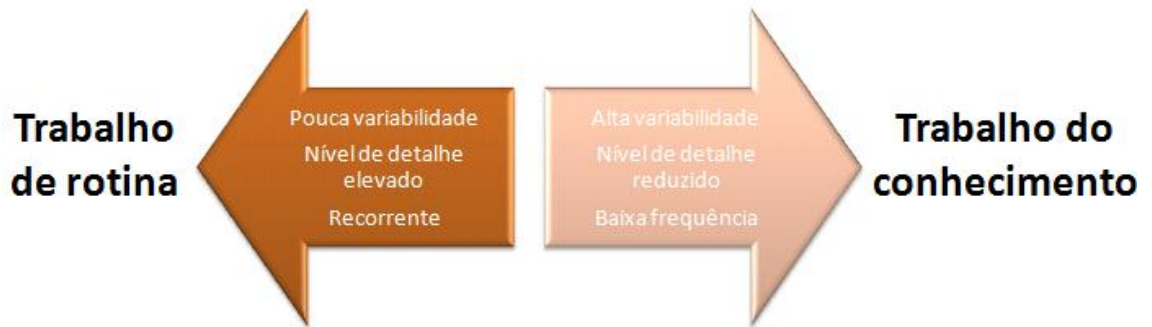 Trabalho
de rotina
Pouca variabilidade
Nível de detalhe
elevado
Recorrente
Alta variabilidade
Nível de detalhe
reduzido
Baixa frequência
Trabalho do
conhecimento